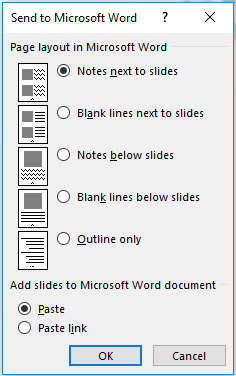 Send to Microsoft Word
Page layout in Microsoft Word
Notes next to slides
Blank lines next to slides
Notes below slides
Blank lines below slides
Outline only
Add slides to Microsoft Word document
Paste
Paste link
OK Cancel